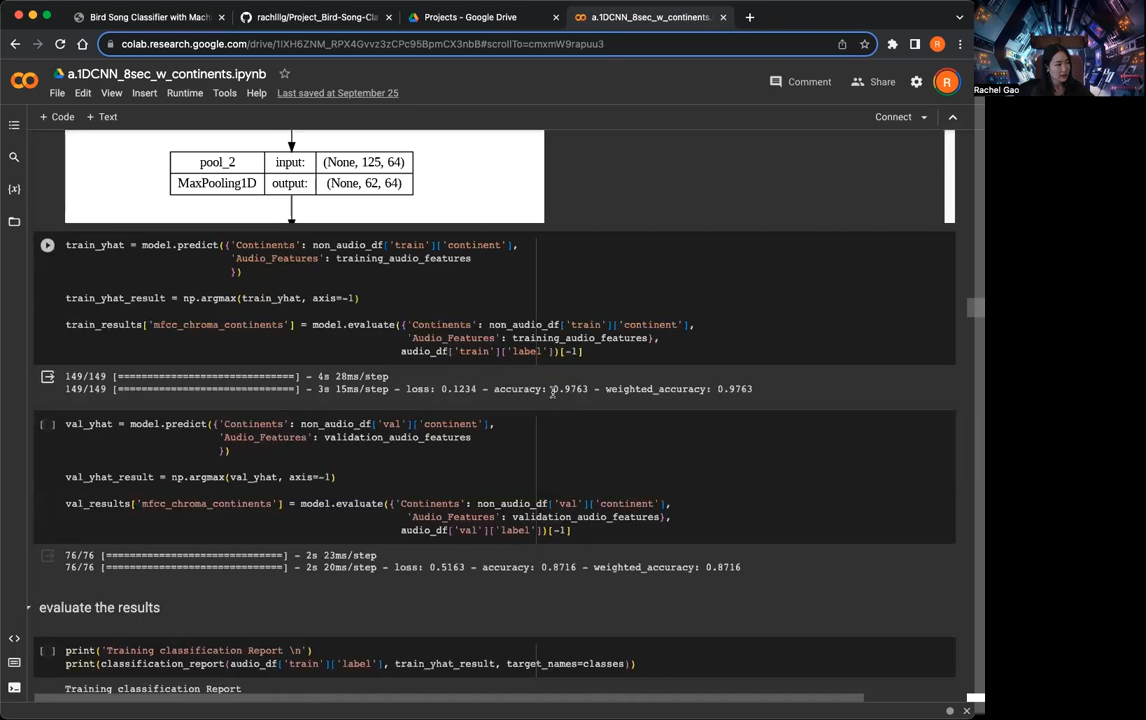 Bird Song Classifier with Mach
rachllg/Project_Bird-Song-Cla
Projects - Google Drive
a.1DCNN_8sec_w_continents.
colab.research.google.com/drive/1IXH6ZNM_RPX4Gvvz3zCPc95BpmCX3nbB#scrollTo=cmxmW9rapuu3
R
Rachel Gao
a.1DCNN_8sec_w_continents.ipynb
File Edit View Insert Runtime Tools Help Last saved at September 25
Comment Share R
+ Code + Text
Connect
pool_2 input: (None, 125, 64)
MaxPooling1D output: (None, 62, 64)
train_yhat = model.predict({'Continents': non_audio_df['train']['continent'],
'Audio_Features': training_audio_features
})
train_yhat_result = np.argmax(train_yhat, axis=-1)
train_results['mfcc_chroma_continents'] = model.evaluate({'Continents': non_audio_df['train']['continent'],
'Audio_Features': training_audio_features},
audio_df['train']['label'])[-1]
149/149 [==============================] - 4s 28ms/step
149/149 [==============================] - 3s 15ms/step - loss: 0.1234 - accuracy: 0.9763 - weighted_accuracy: 0.9763
[ ] val_yhat = model.predict({'Continents': non_audio_df['val']['continent'],
'Audio_Features': validation_audio_features
})
val_yhat_result = np.argmax(val_yhat, axis=-1)
val_results['mfcc_chroma_continents'] = model.evaluate({'Continents': non_audio_df['val']['continent'],
'Audio_Features': validation_audio_features},
audio_df['val']['label'])[-1]
76/76 [==============================] - 2s 23ms/step
76/76 [==============================] - 2s 20ms/step - loss: 0.5163 - accuracy: 0.8716 - weighted_accuracy: 0.8716
evaluate the results
[ ] print('Training classification Report \n')
print(classification_report(audio_df['train']['label'], train_yhat_result, target_names=classes))
Training classification Report